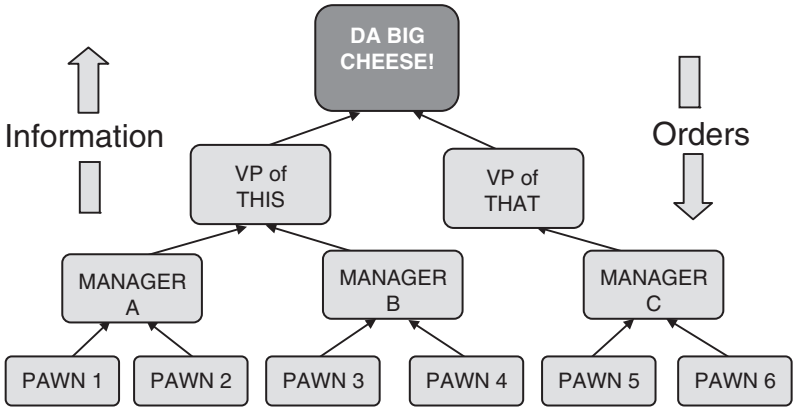 DA BIG
CHEESE!
Information
Orders
VP of
THIS
VP of
THAT
MANAGER
A
MANAGER
B
MANAGER
C
PAWN 1
PAWN 2
PAWN 3
PAWN 4
PAWN 5
PAWN 6